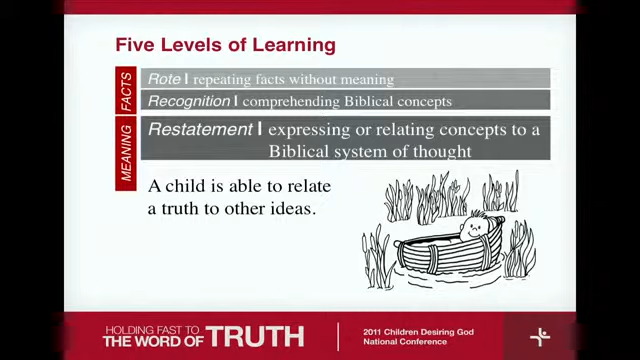 Five Levels of Learning
FACTS
Rote | repeating facts without meaning
Recognition | comprehending Biblical concepts
MEANING
Restatement | expressing or relating concepts to a
Biblical system of thought
A child is able to relate
a truth to other ideas.
HOLDING FAST TO
THE WORD OF TRUTH
2011 Children Desiring God
National Conference